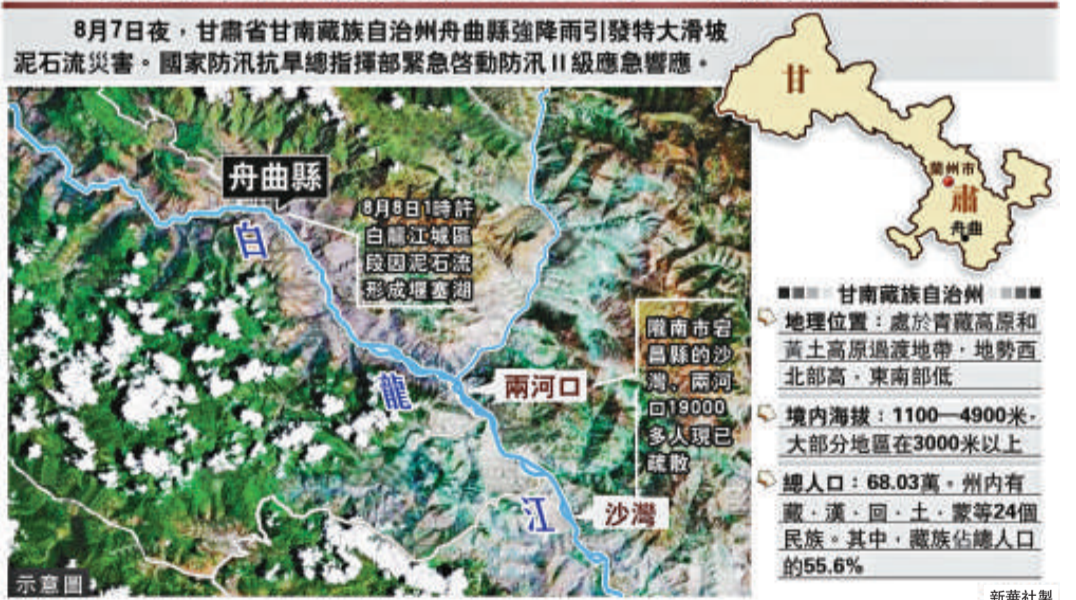 8月7日夜，甘肅省甘南藏族自治州舟曲縣強降雨引發特大滑坡
泥石流災害。國家防汛抗旱總指揮部緊急啓動防汛II級應急響應。
甘
蘭州市
肅
舟曲
舟曲縣
8月8日1時許
白龍江城區
段因泥石流
形成堰塞湖
白
龍
江
兩河口
沙灣
隴南市宕
昌縣的沙
灣、兩河
口19000
多人現已
疏散
示意圖
甘南藏族自治州
地理位置：處於青藏高原和
黃土高原過渡地帶，地勢西
北部高，東南部低
境內海拔：1100—4900米，
大部分地區在3000米以上
總人口：68.03萬。州內有
藏、漢、回、土、蒙等24個
民族。其中，藏族佔總人口
的55.6%
新華社製